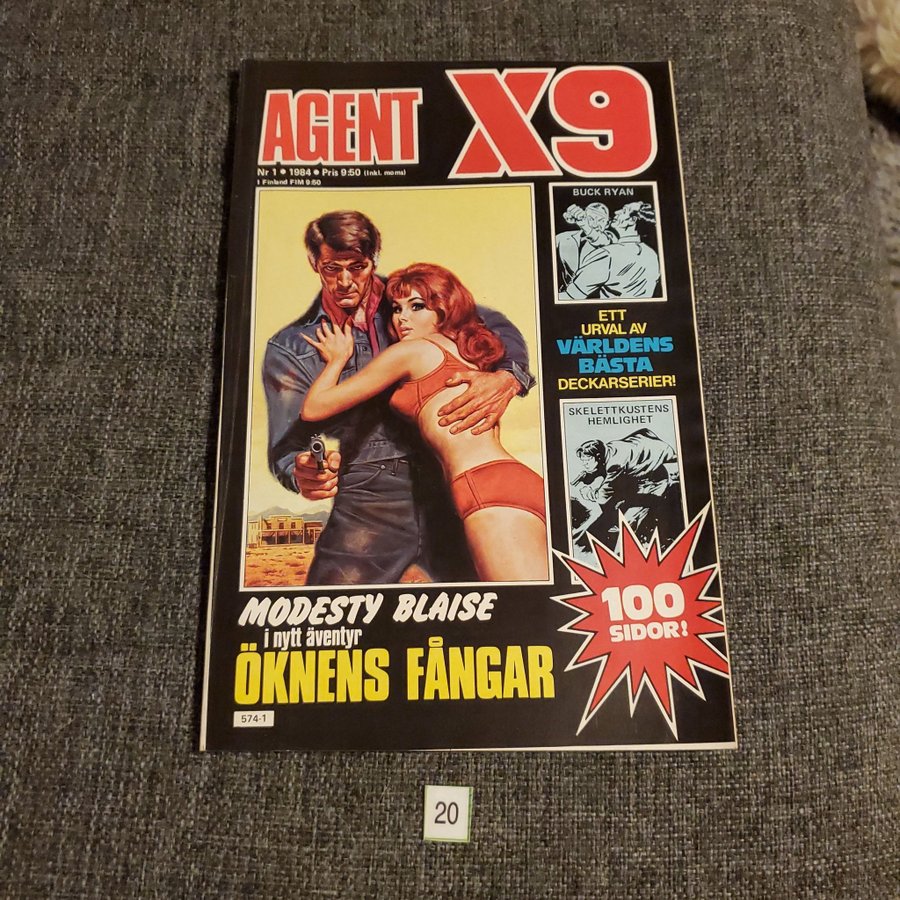 AGENT X9
Nr 1 • 1984 • Pris 9:50 (inkl. moms)
I Finland FIM 9:50
BUCK RYAN
ETT
URVAL AV
VÄRLDENS
BÄSTA
DECKARSERIER!
SKELETTKUSTENS
HEMLIGHET
100
SIDOR!
MODESTY BLAISE
i nytt äventyr
ÖKNENS FÅNGAR
574-1
20